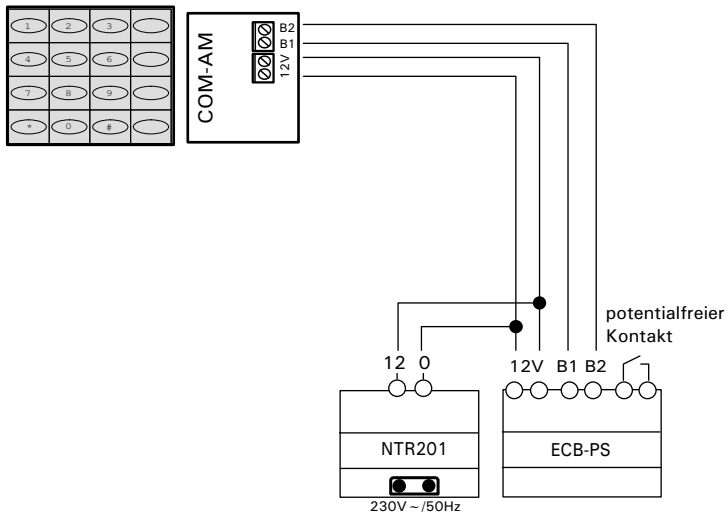 1 2 3
4 5 6
7 8 9
* 0 #
COM-AM
B2
B1
12V
potentialfreier
Kontakt
12 0
12V B1 B2
NTR201
ECB-PS
230V~/50Hz